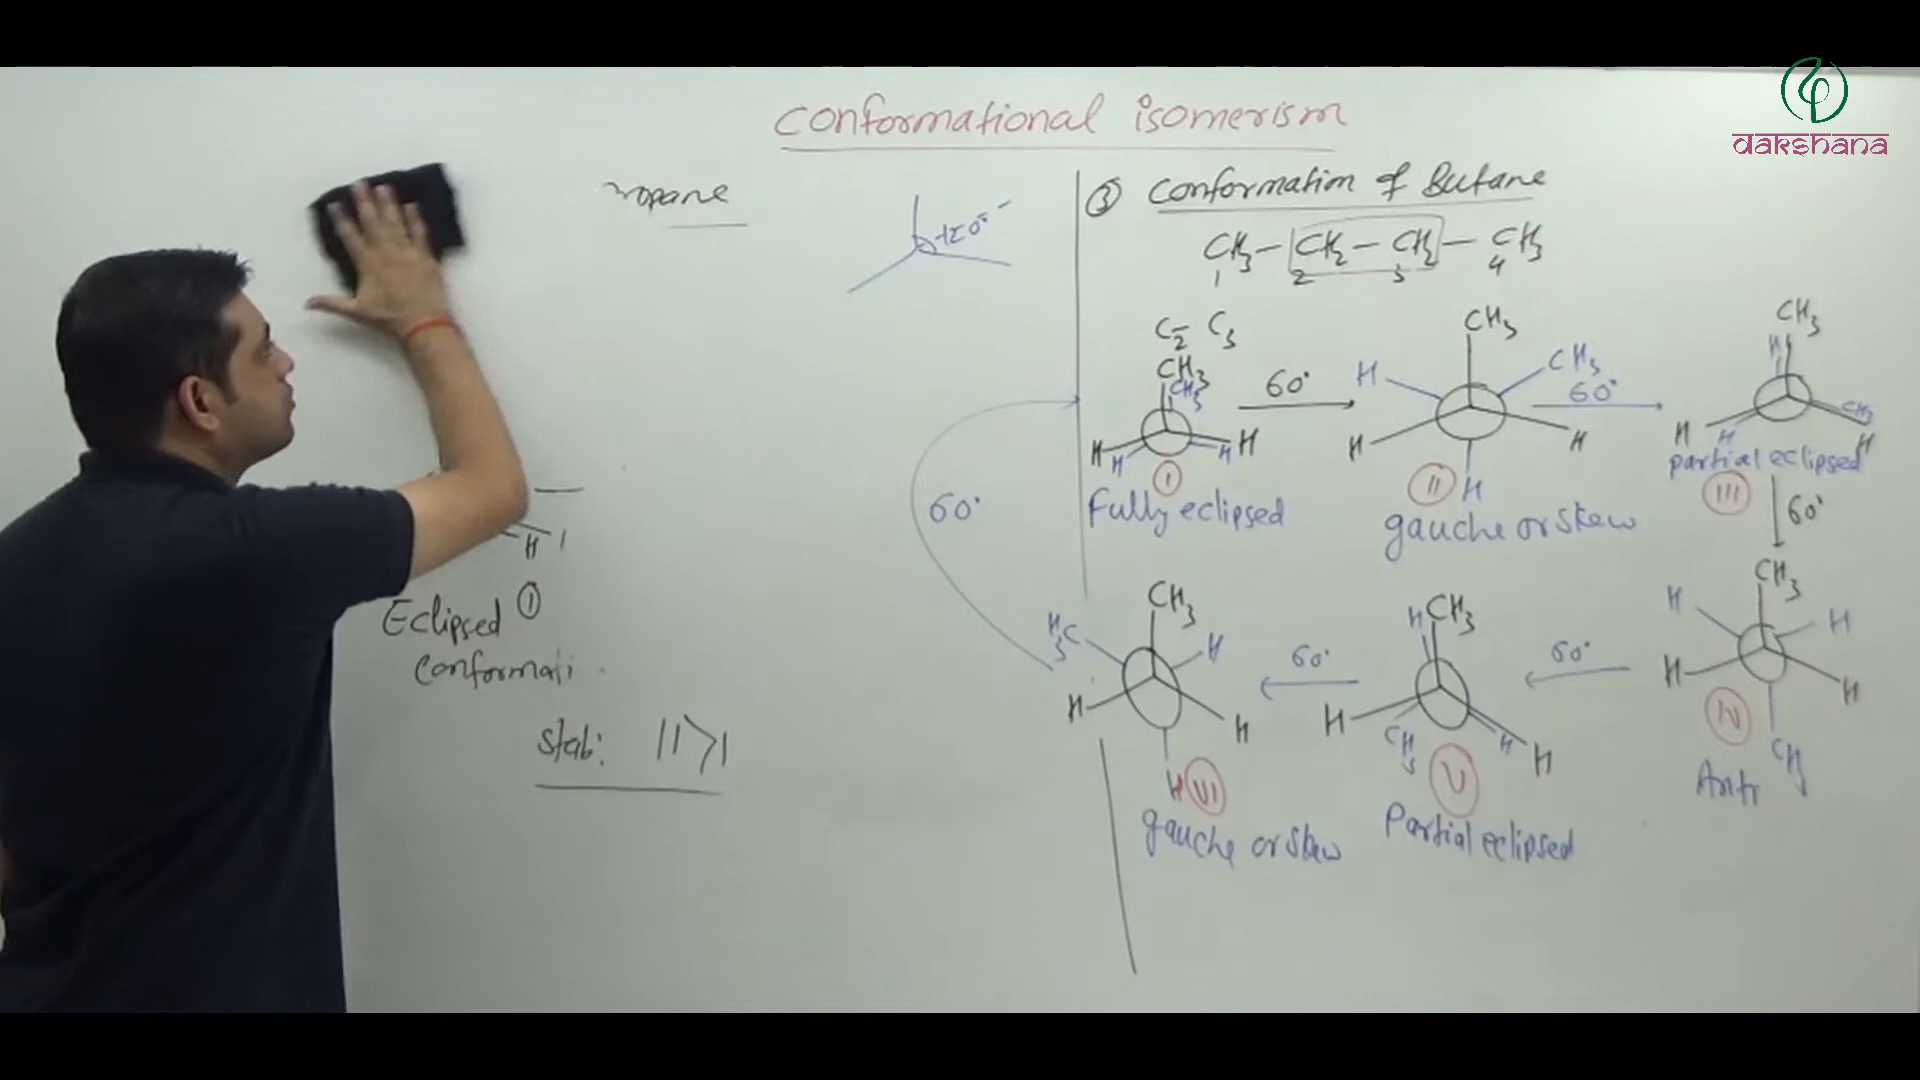 Conformational isomerism
dakshana
ropane
120°
③ Conformation of Butane
CH3 - CH2 - CH2 - CH3
1 2 3 4
C2 C3
CH3
CH3
H H
H H
I
Fully eclipsed
60°
CH3
H CH3
H H
H
II
gauche or skew
60°
CH3
H
H CH3
H H
partial eclipsed
III
60°
CH3
H H
H H
IV
CH3
Anti
60°
CH3
H
H
CH3 H H
V
Partial eclipsed
60°
CH3
H3C H
H H
H VI
gauche or skew
60°
H
Eclipsed ①
conformati
stab: II>I